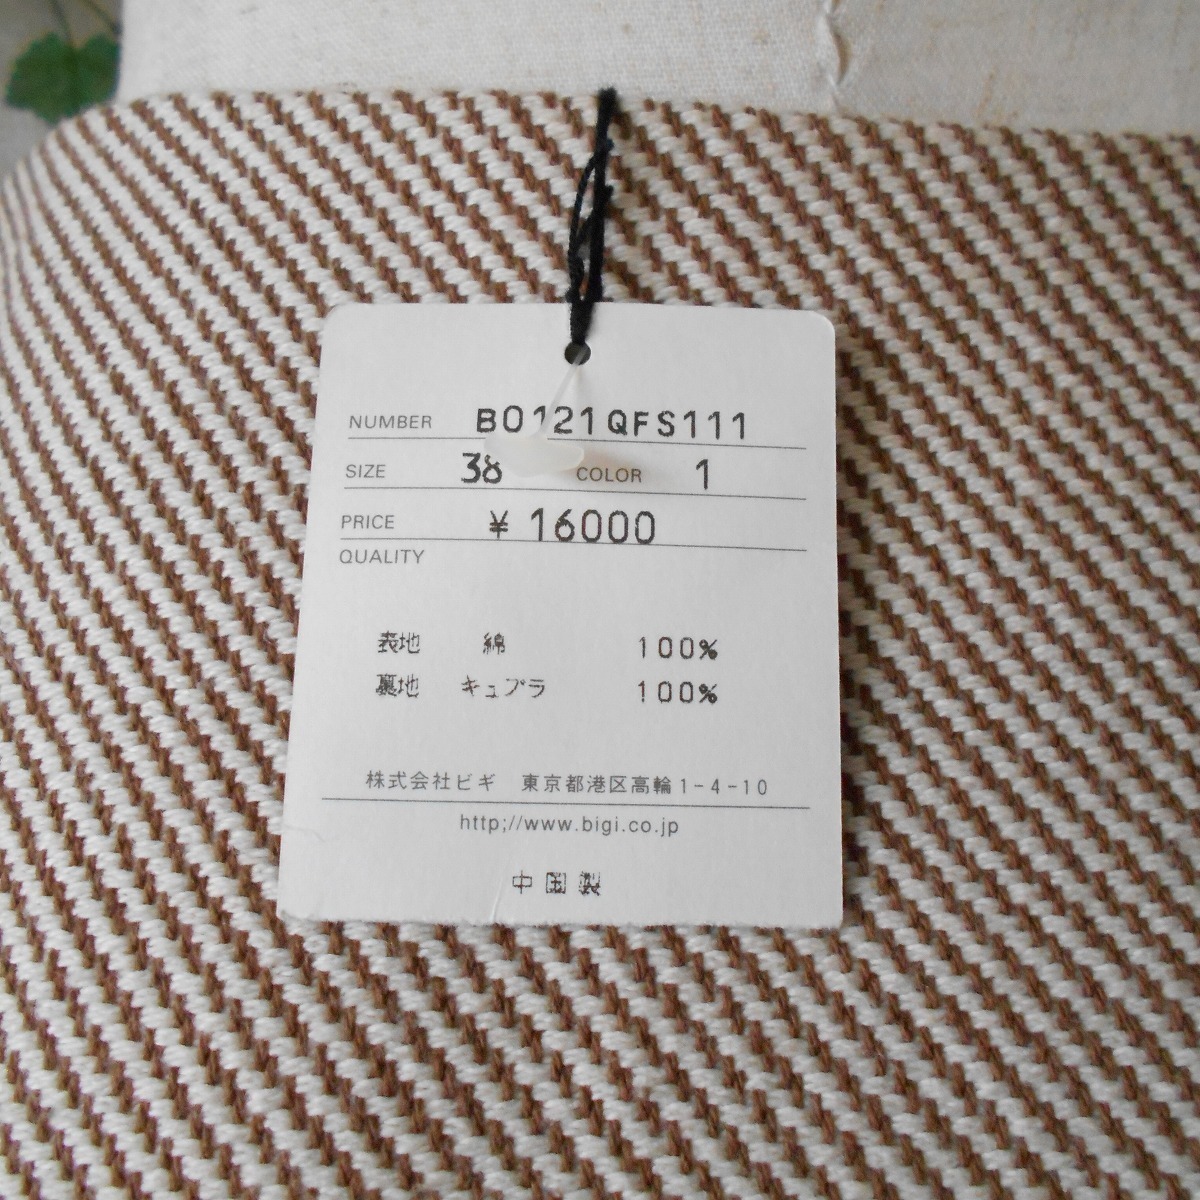 NUMBER B0121QFS111
SIZE 38 COLOR 1
PRICE ¥ 16000
QUALITY
表地 綿 100%
裏地 キュプラ 100%
株式会社ビギ 東京都港区高輪1-4-10
http;//www.bigi.co.jp
中国製